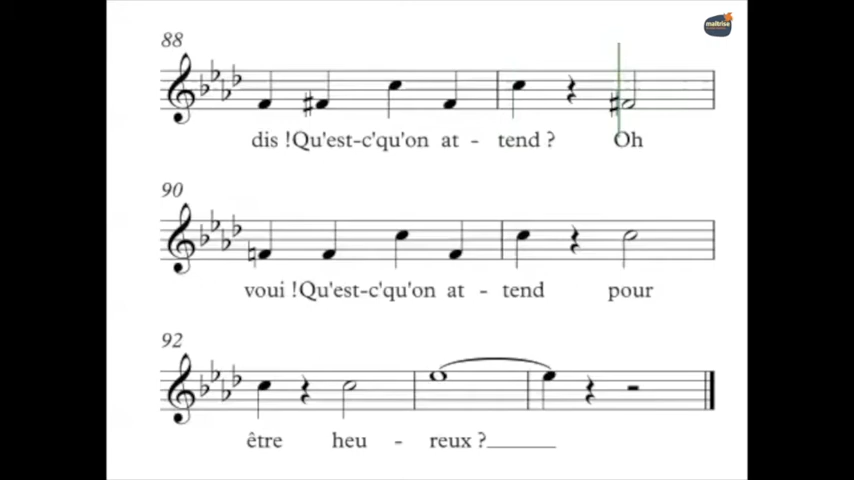 maîtrise
88
dis !Qu'est-c'qu'on at - tend ? Oh
90
voui !Qu'est-c'qu'on at - tend pour
92
être heu - reux ?